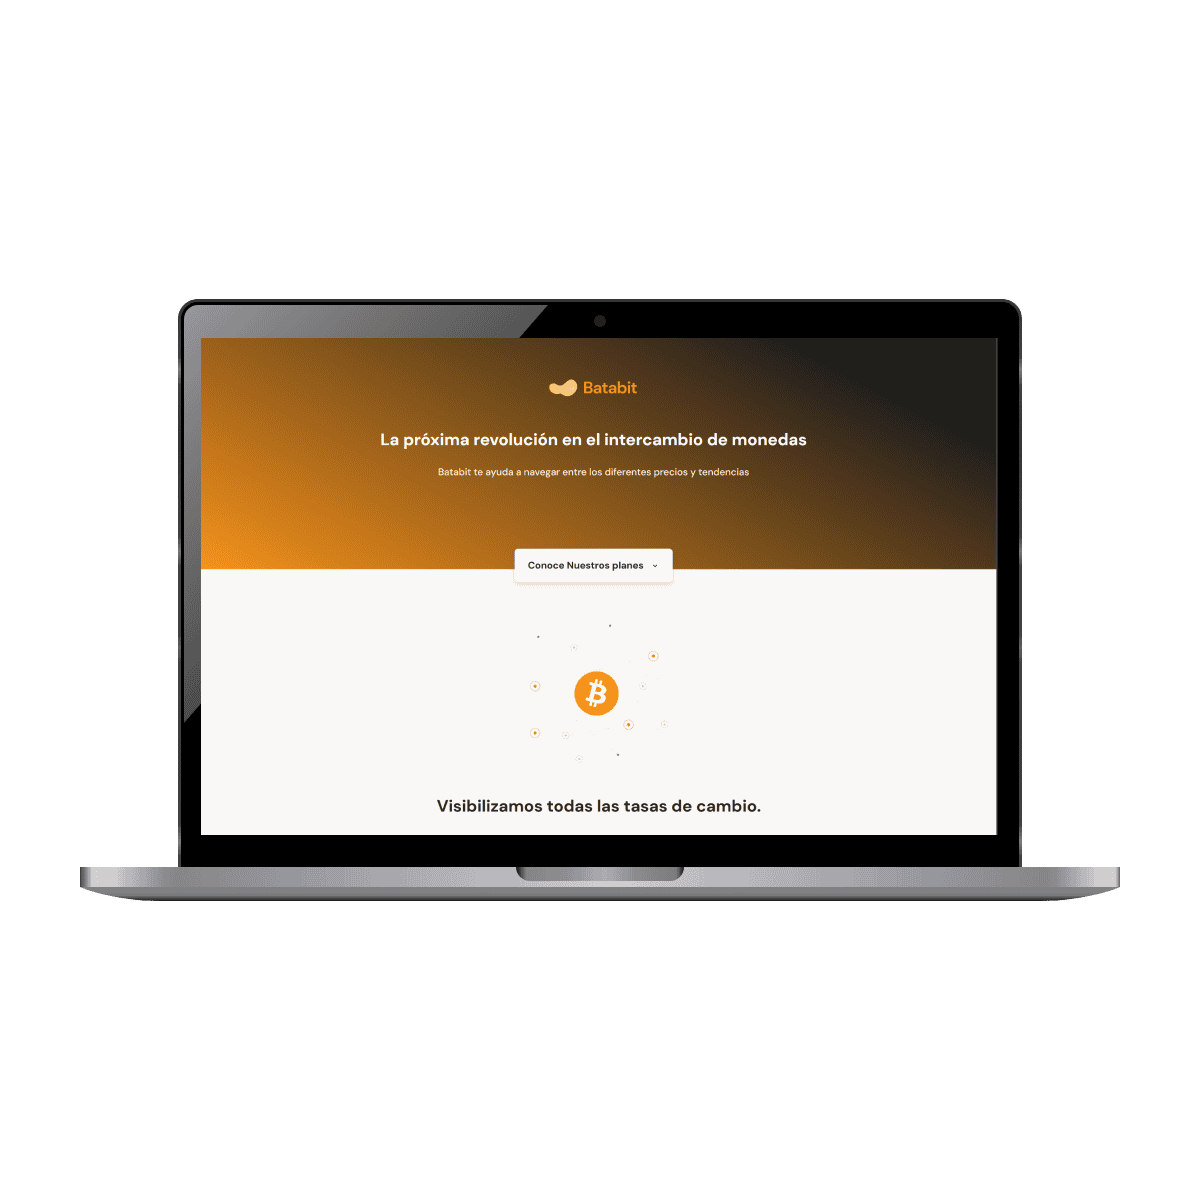 Batabit
La próxima revolución en el intercambio de monedas
Batabit te ayuda a navegar entre los diferentes precios y tendencias
Conoce Nuestros planes
Visibilizamos todas las tasas de cambio.